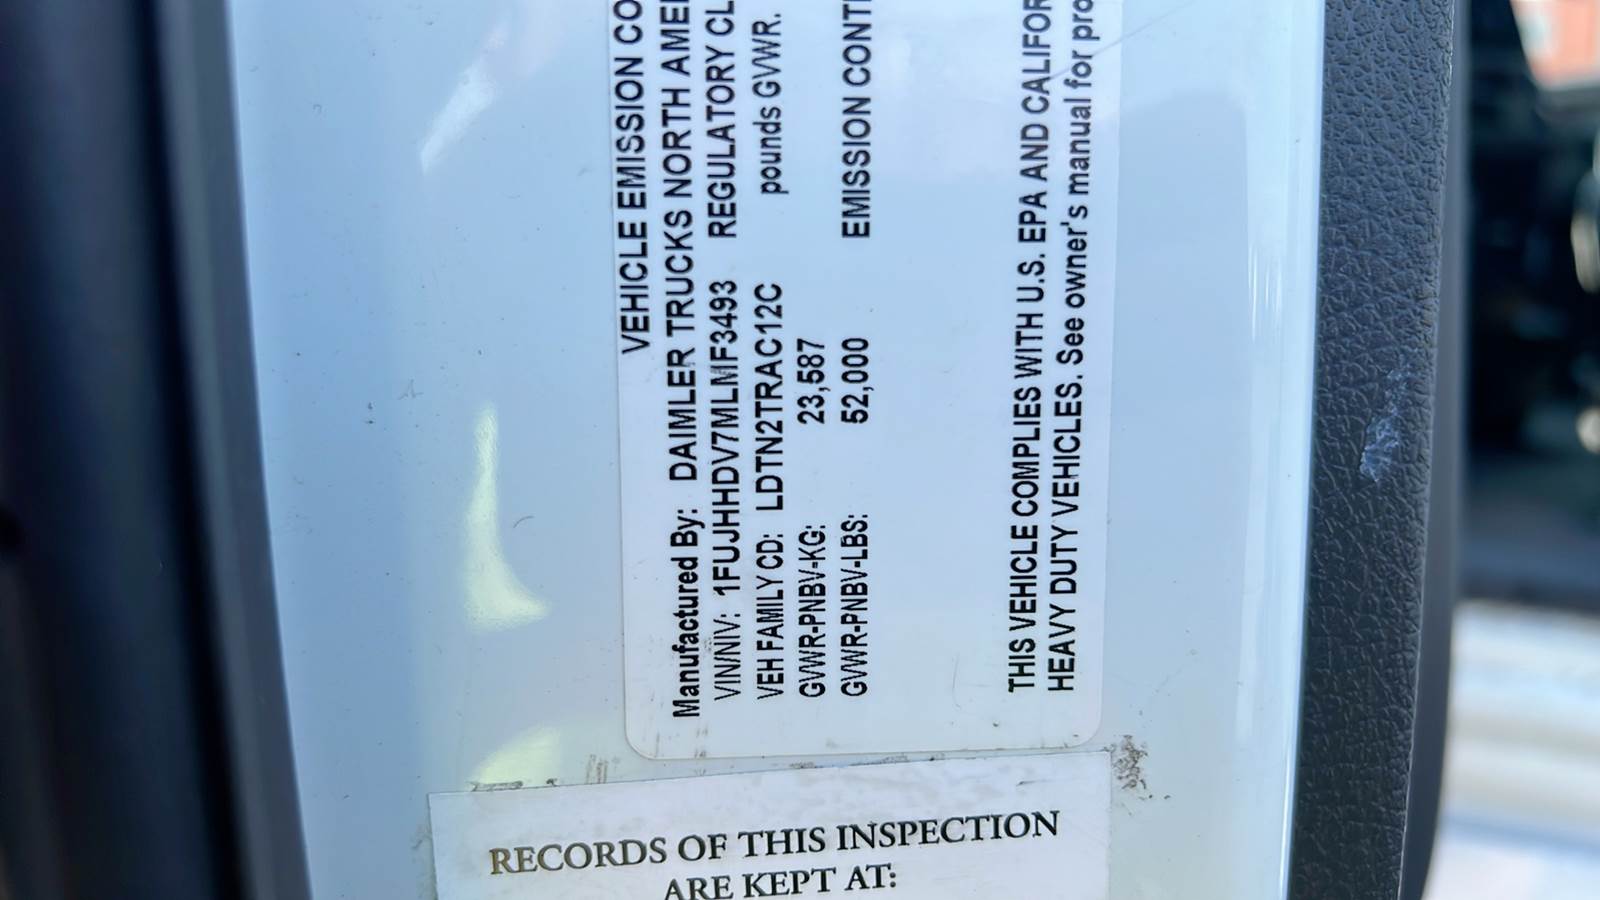 VEHICLE EMISSION CO
Manufactured By: DAIMLER TRUCKS NORTH AMER
VIN/NIV: 1FUJHHDV7MLMF3493 REGULATORY CL
VEH FAMILY CD: LDTN2TRAC12C pounds GVWR.
GVWR-PNBV-KG: 23,587
GVWR-PNBV-LBS: 52,000 EMISSION CONT
THIS VEHICLE COMPLIES WITH U.S. EPA AND CALIFOR
HEAVY DUTY VEHICLES. See owner's manual for pro
RECORDS OF THIS INSPECTION
ARE KEPT AT: